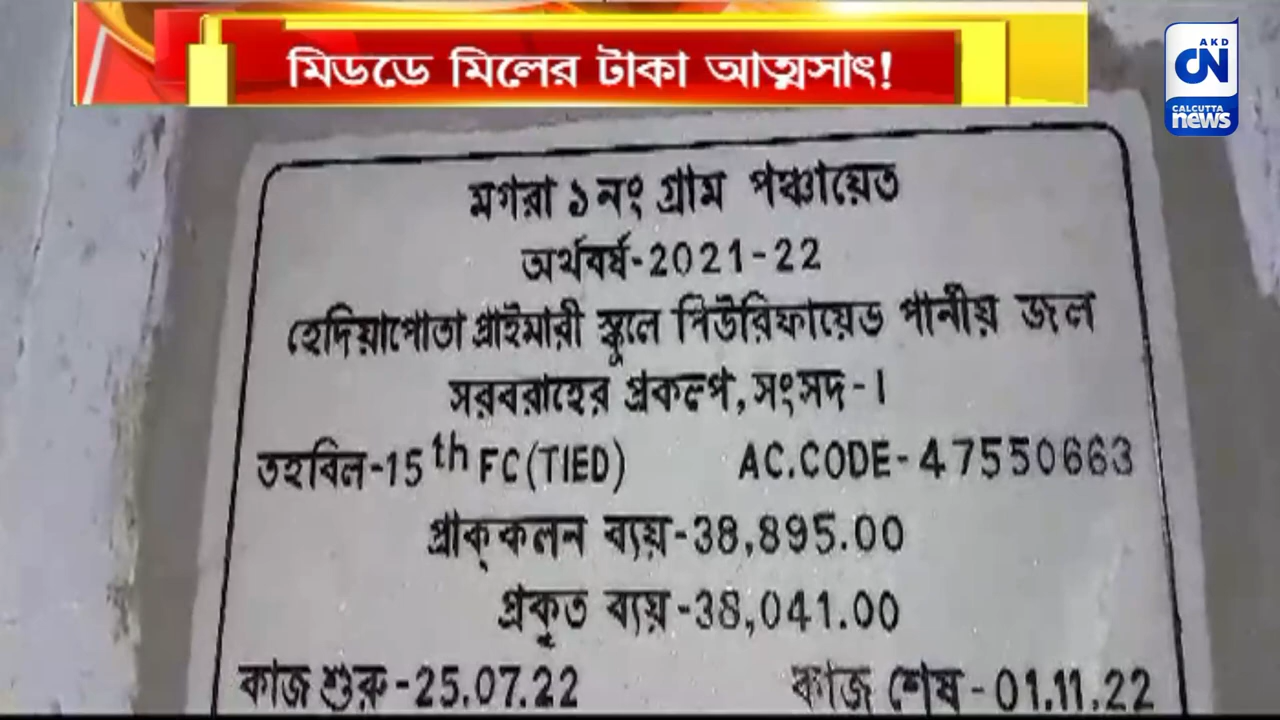 মিডডে মিলের টাকা আত্মসাৎ!
AKD
CN
CALCUTTA
news
মগরা ১ নং গ্রাম পঞ্চায়েত
অর্থবর্ষ-2021-22
হেদিয়াপোতা প্রাইমারী স্কুলে পিউরিফায়েড পানীয় জল
সরবরাহের প্রকল্প, সংসদ-I
তহবিল-15th FC(TIED) AC.CODE-47550663
প্রাক্কলন ব্যয়-38,895.00
প্রকৃত ব্যয়-38,041.00
কাজ শুরু-25.07.22 কাজ শেষ-01.11.22